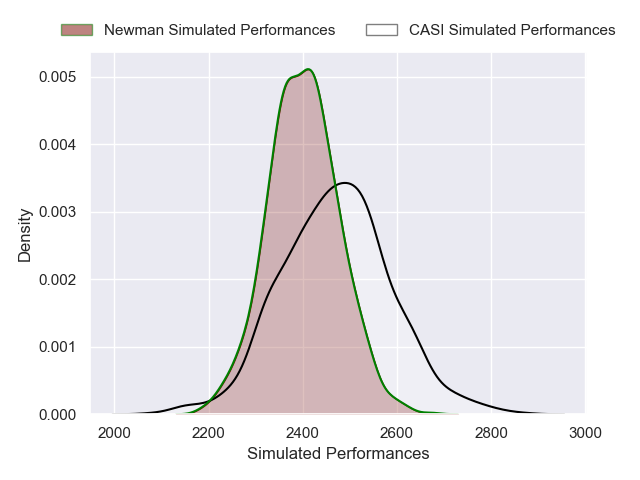 Newman Simulated Performances CASI Simulated Performances
0.005
0.004
0.003
0.002
0.001
0.000
Density
2000 2200 2400 2600 2800 3000
Simulated Performances